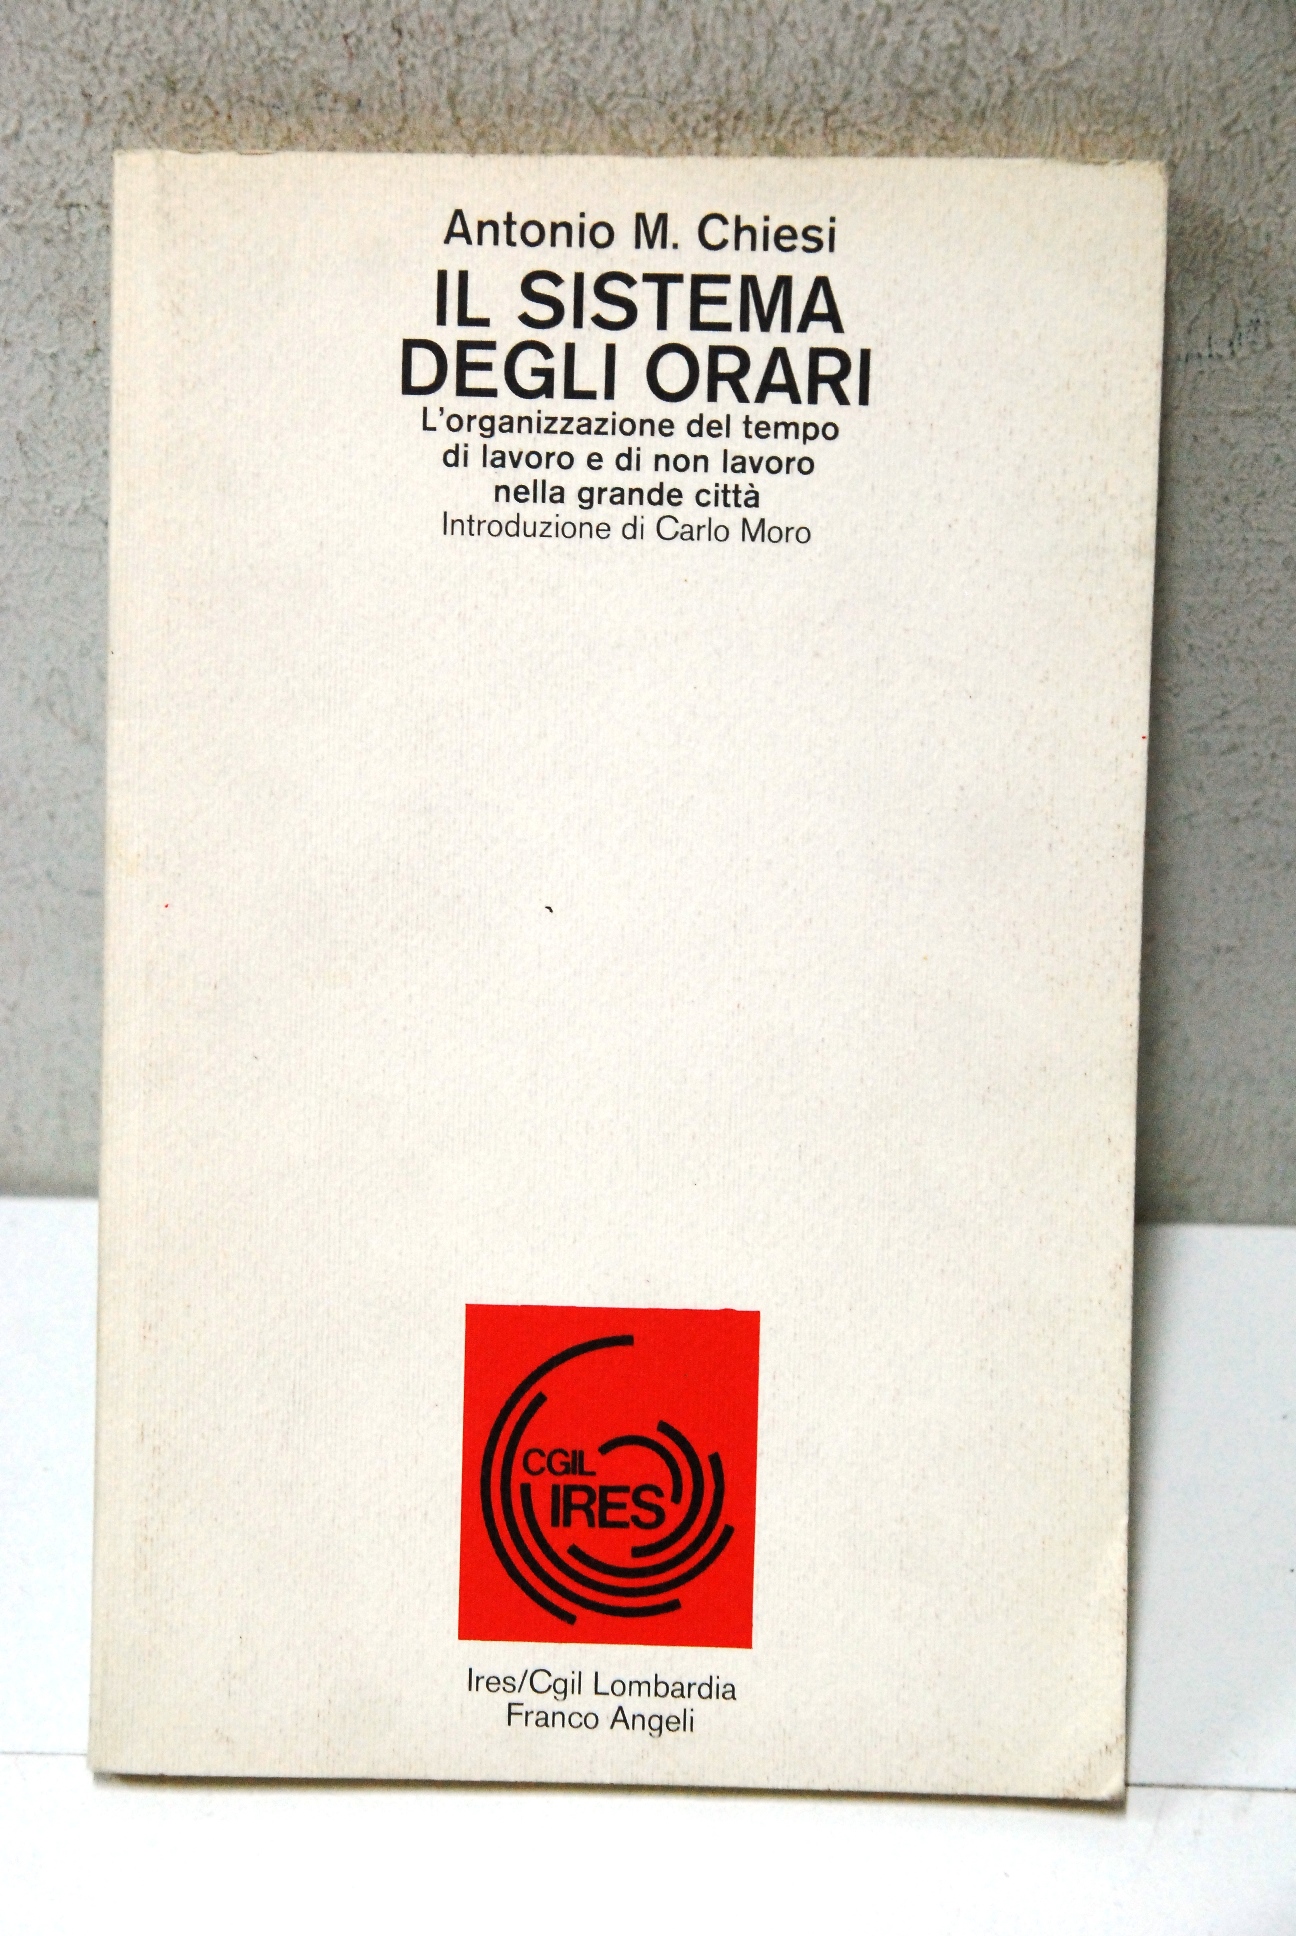 Antonio M. Chiesi
IL SISTEMA
DEGLI ORARI
L'organizzazione del tempo
di lavoro e di non lavoro
nella grande città
Introduzione di Carlo Moro
CGIL
IRES
Ires/Cgil Lombardia
Franco Angeli